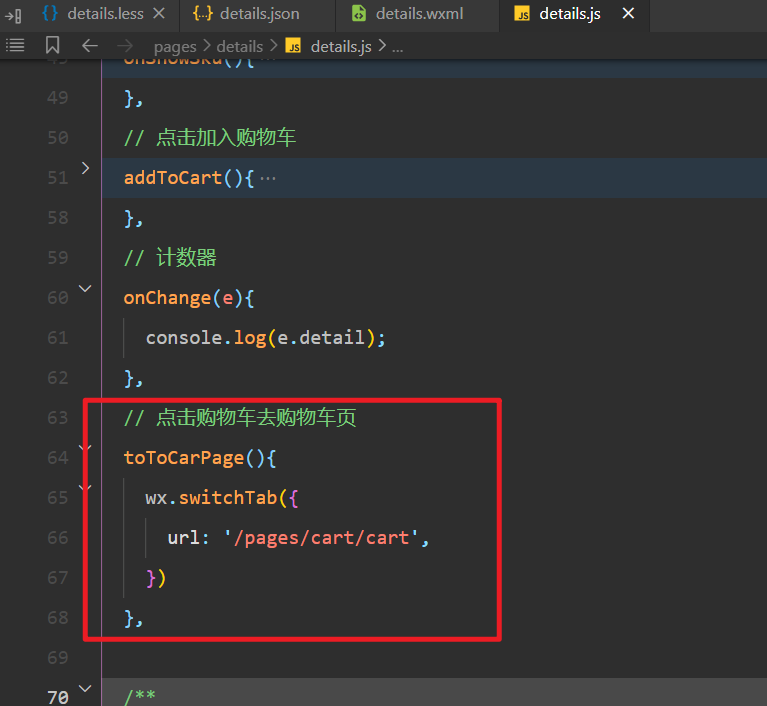 details.less
{..} details.json
details.wxml
JS details.js
pages > details > JS details.js > ...
49 },
50 // 点击加入购物车
51 addToCart(){ ···
58 },
59 // 计数器
60 onChange(e){
61 console.log(e.detail);
62 },
63 // 点击购物车去购物车页
64 toToCarPage(){
65 wx.switchTab({
66 url: '/pages/cart/cart',
67 })
68 },
69
70 /**